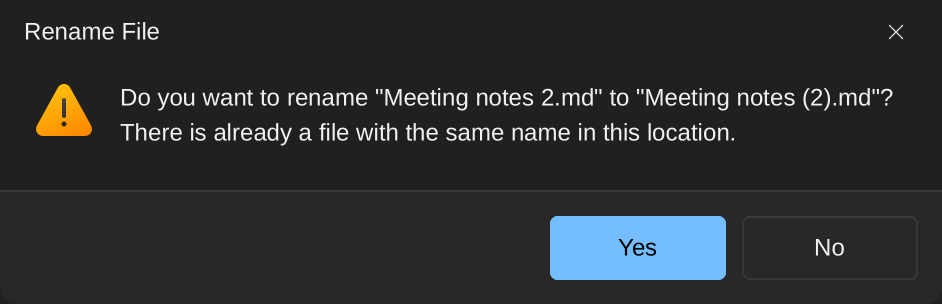 Rename File
Do you want to rename "Meeting notes 2.md" to "Meeting notes (2).md"?
There is already a file with the same name in this location.
Yes
No